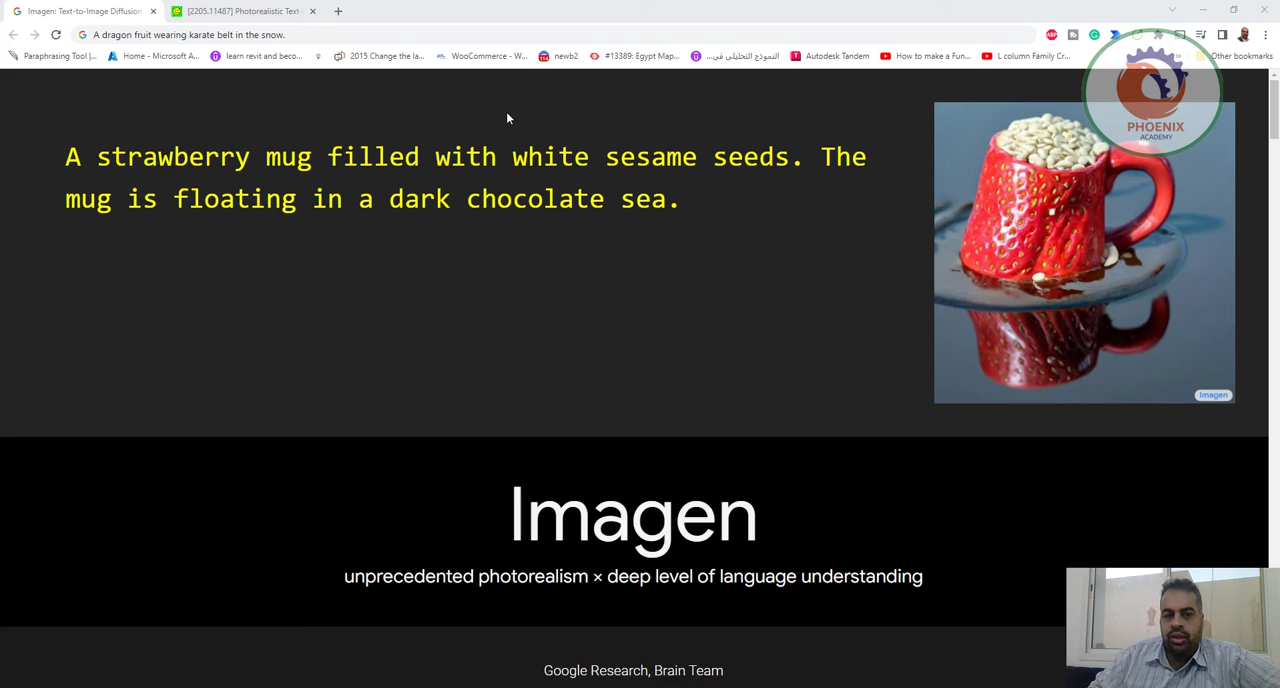 Imagen: Text-to-Image Diffusion
[2205.11487] Photorealistic Text-
A dragon fruit wearing karate belt in the snow.
Paraphrasing Tool |...
Home - Microsoft A...
learn revit and beco...
2015 Change the la...
WooCommerce - W...
newb2
#13389: Egypt Map...
النموذج التحليلي في...
Autodesk Tandem
How to make a Fun...
L column Family Cr...
Other bookmarks
ABP
PHOENIX
ACADEMY
A strawberry mug filled with white sesame seeds. The
mug is floating in a dark chocolate sea.
Imagen
Imagen
unprecedented photorealism × deep level of language understanding
Google Research, Brain Team